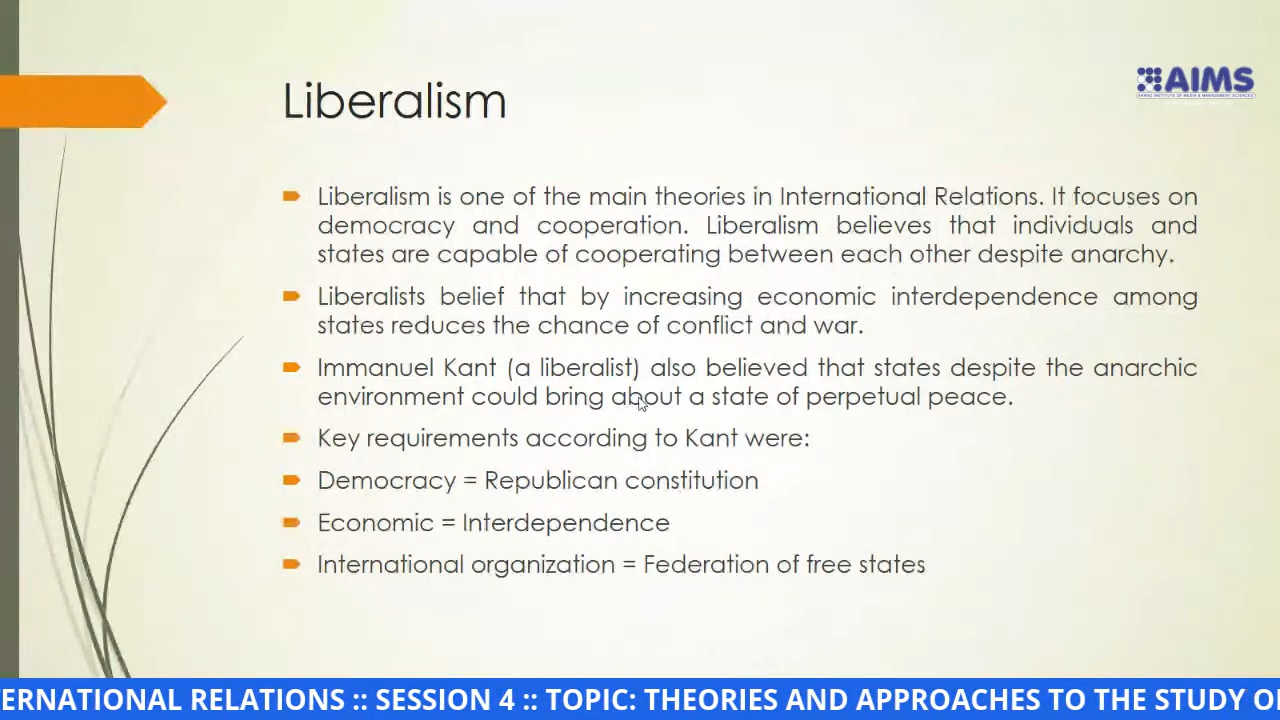 Liberalism
AIMS
Liberalism is one of the main theories in International Relations. It focuses on
democracy and cooperation. Liberalism believes that individuals and
states are capable of cooperating between each other despite anarchy.
Liberalists belief that by increasing economic interdependence among
states reduces the chance of conflict and war.
Immanuel Kant (a liberalist) also believed that states despite the anarchic
environment could bring about a state of perpetual peace.
Key requirements according to Kant were:
Democracy = Republican constitution
Economic = Interdependence
International organization = Federation of free states
ERNATIONAL RELATIONS :: SESSION 4 :: TOPIC: THEORIES AND APPROACHES TO THE STUDY O